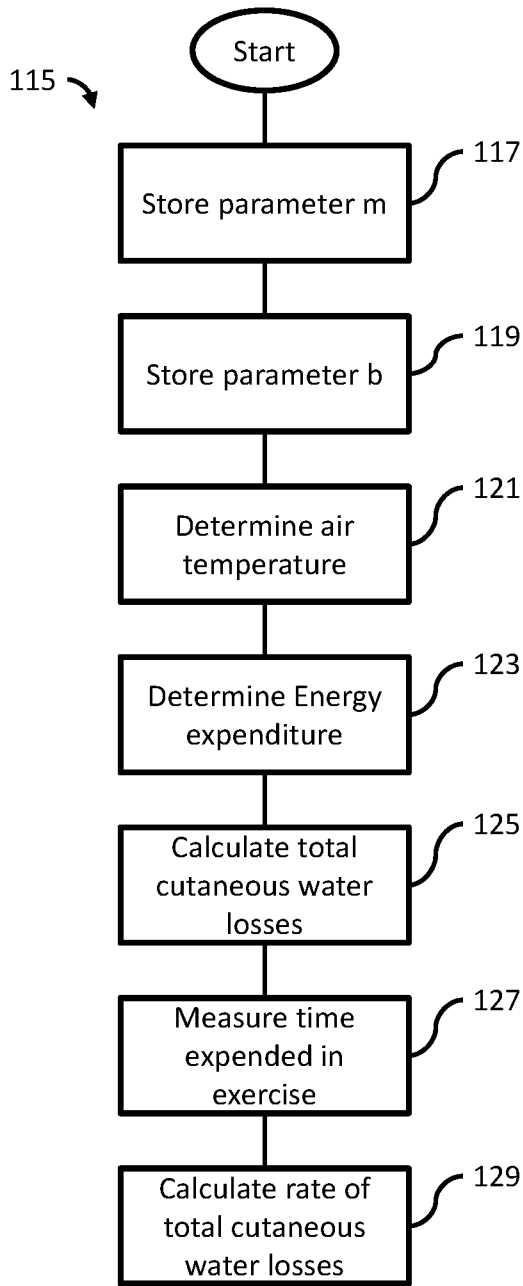 Start
115
117
Store parameter m
119
Store parameter b
121
Determine air
temperature
123
Determine Energy
expenditure
125
Calculate total
cutaneous water
losses
127
Measure time
expended in
exercise
129
Calculate rate of
total cutaneous
water losses